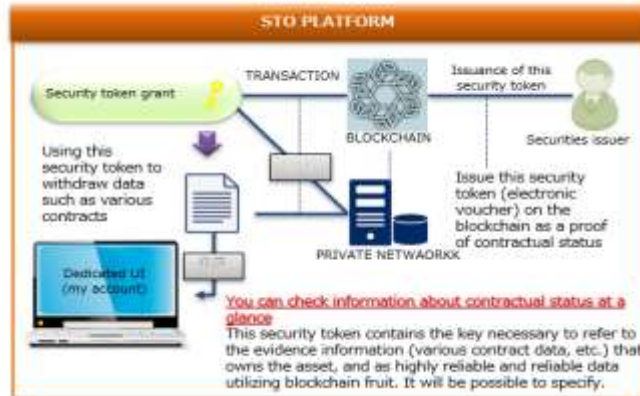 STO PLATFORM
Security token grant
TRANSACTION
Issuance of this
security token
BLOCKCHAIN
Securities issuer
Using this
security token to
withdraw data
such as various
contracts
Issue this security
token (electronic
voucher) on the
blockchain as a proof
of contractual status
PRIVATE NETWAORKK
Dedicated UI
(my account)
You can check information about contractual status at a
glance
This security token contains the key necessary to refer to
the evidence information (various contract data, etc.) that
owns the asset, and as highly reliable and reliable data
utilizing blockchain fruit. It will be possible to specify.